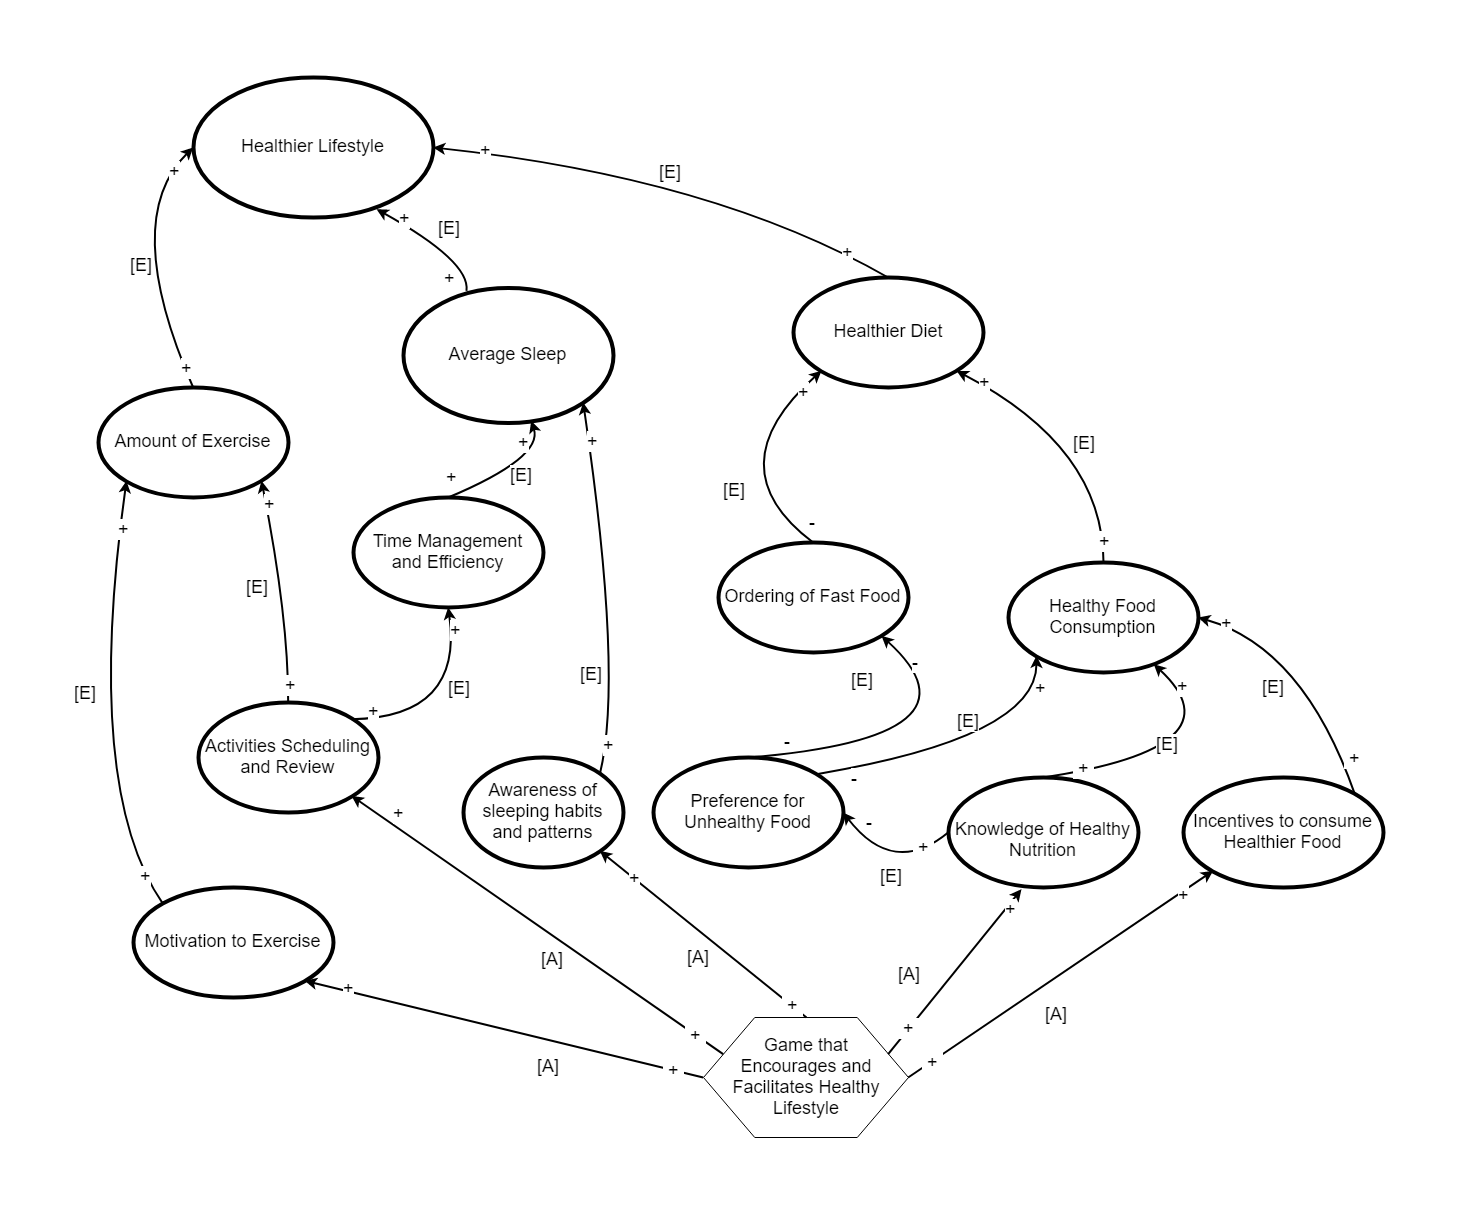 Healthier Lifestyle
+
+
[E]
+
[E]
+
[E]
+
+
Healthier Diet
Average Sleep
+
+
+
Amount of Exercise
+
+
[E]
+
[E]
[E]
+
+
-
+
Time Management
and Efficiency
[E]
Ordering of Fast Food
Healthy Food
Consumption
+
+
-
[E]
[E]
[E]
+
+
+
[E]
[E]
[E]
+
[E]
-
+
[E]
Activities Scheduling
and Review
+
+
-
+
Awareness of
sleeping habits
and patterns
Preference for
Unhealthy Food
+
-
+
Knowledge of Healthy
Nutrition
Incentives to consume
Healthier Food
[E]
+
+
+
+
Motivation to Exercise
[A]
[A]
[A]
+
+
[A]
+
+
[A]
+
+
Game that
Encourages and
Facilitates Healthy
Lifestyle